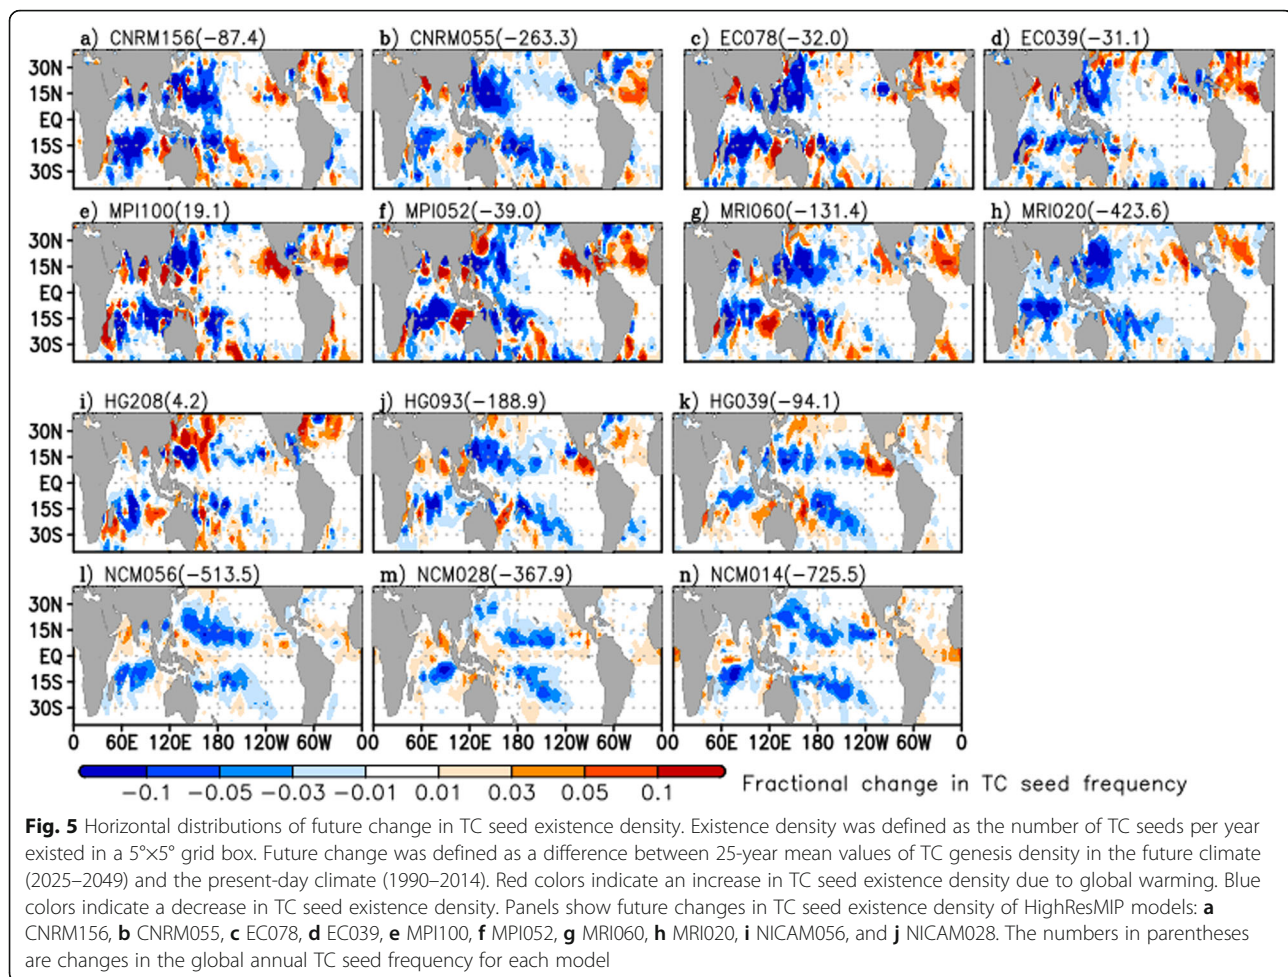 a) CNRM156(−87.4)
b) CNRM055(−263.3)
c) EC078(−32.0)
d) EC039(−31.1)
30N
15N
EQ
15S
30S
e) MPI100(19.1)
f) MPI052(−39.0)
g) MRI060(−131.4)
h) MRI020(−423.6)
30N
15N
EQ
15S
30S
i) HG208(4.2)
j) HG093(−188.9)
k) HG039(−94.1)
30N
15N
EQ
15S
30S
l) NCM056(−513.5)
m) NCM028(−367.9)
n) NCM014(−725.5)
30N
15N
EQ
15S
30S
0 60E 120E 180 120W 60W 00 60E 120E 180 120W 60W 00 60E 120E 180 120W 60W 0
−0.1 −0.05 −0.03 −0.01 0.01 0.03 0.05 0.1 Fractional change in TC seed frequency
Fig. 5 Horizontal distributions of future change in TC seed existence density. Existence density was defined as the number of TC seeds per year
existed in a 5°×5° grid box. Future change was defined as a difference between 25-year mean values of TC genesis density in the future climate
(2025–2049) and the present-day climate (1990–2014). Red colors indicate an increase in TC seed existence density due to global warming. Blue
colors indicate a decrease in TC seed existence density. Panels show future changes in TC seed existence density of HighResMIP models: a
CNRM156, b CNRM055, c EC078, d EC039, e MPI100, f MPI052, g MRI060, h MRI020, i NICAM056, and j NICAM028. The numbers in parentheses
are changes in the global annual TC seed frequency for each model